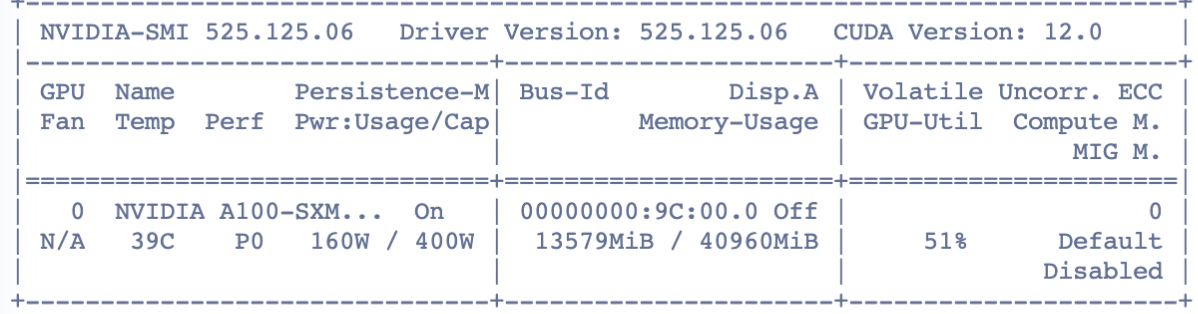 +-----------------------------------------------------------------------------+
| NVIDIA-SMI 525.125.06   Driver Version: 525.125.06   CUDA Version: 12.0     |
|-------------------------------+----------------------+----------------------+
| GPU  Name        Persistence-M| Bus-Id        Disp.A | Volatile Uncorr. ECC |
| Fan  Temp  Perf  Pwr:Usage/Cap|         Memory-Usage | GPU-Util  Compute M. |
|                               |                      |               MIG M. |
|===============================+======================+======================|
|   0  NVIDIA A100-SXM...  On   | 00000000:9C:00.0 Off |                    0 |
| N/A   39C    P0   160W / 400W |  13579MiB / 40960MiB |     51%      Default |
|                               |                      |             Disabled |
+-------------------------------+----------------------+----------------------+